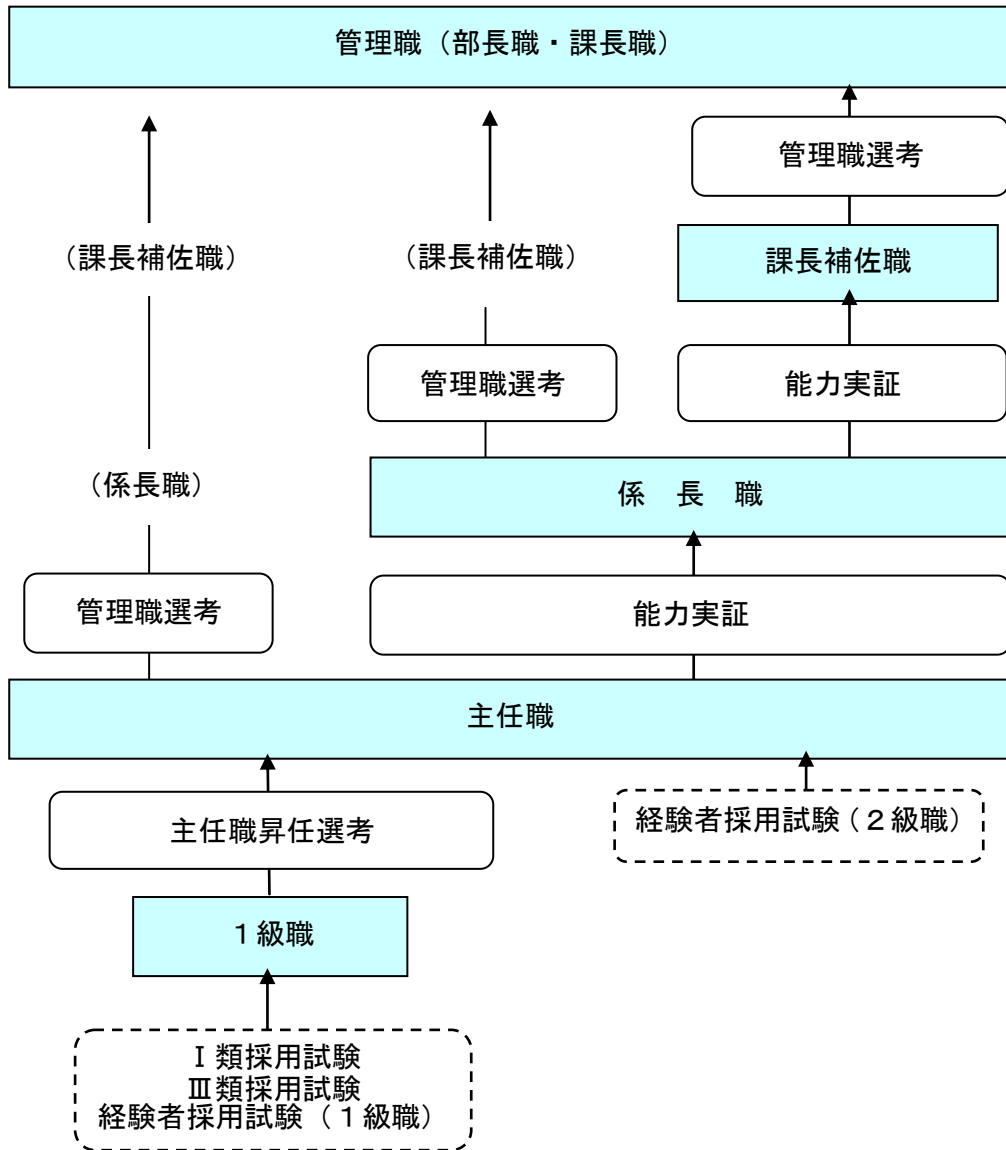 管理職（部長職・課長職）
管理職選考
（課長補佐職）
（課長補佐職）
課長補佐職
管理職選考
能力実証
（係長職）
係　長　職
管理職選考
能力実証
主任職
主任職昇任選考
経験者採用試験（２級職）
１級職
Ⅰ類採用試験
Ⅲ類採用試験
経験者採用試験（１級職）